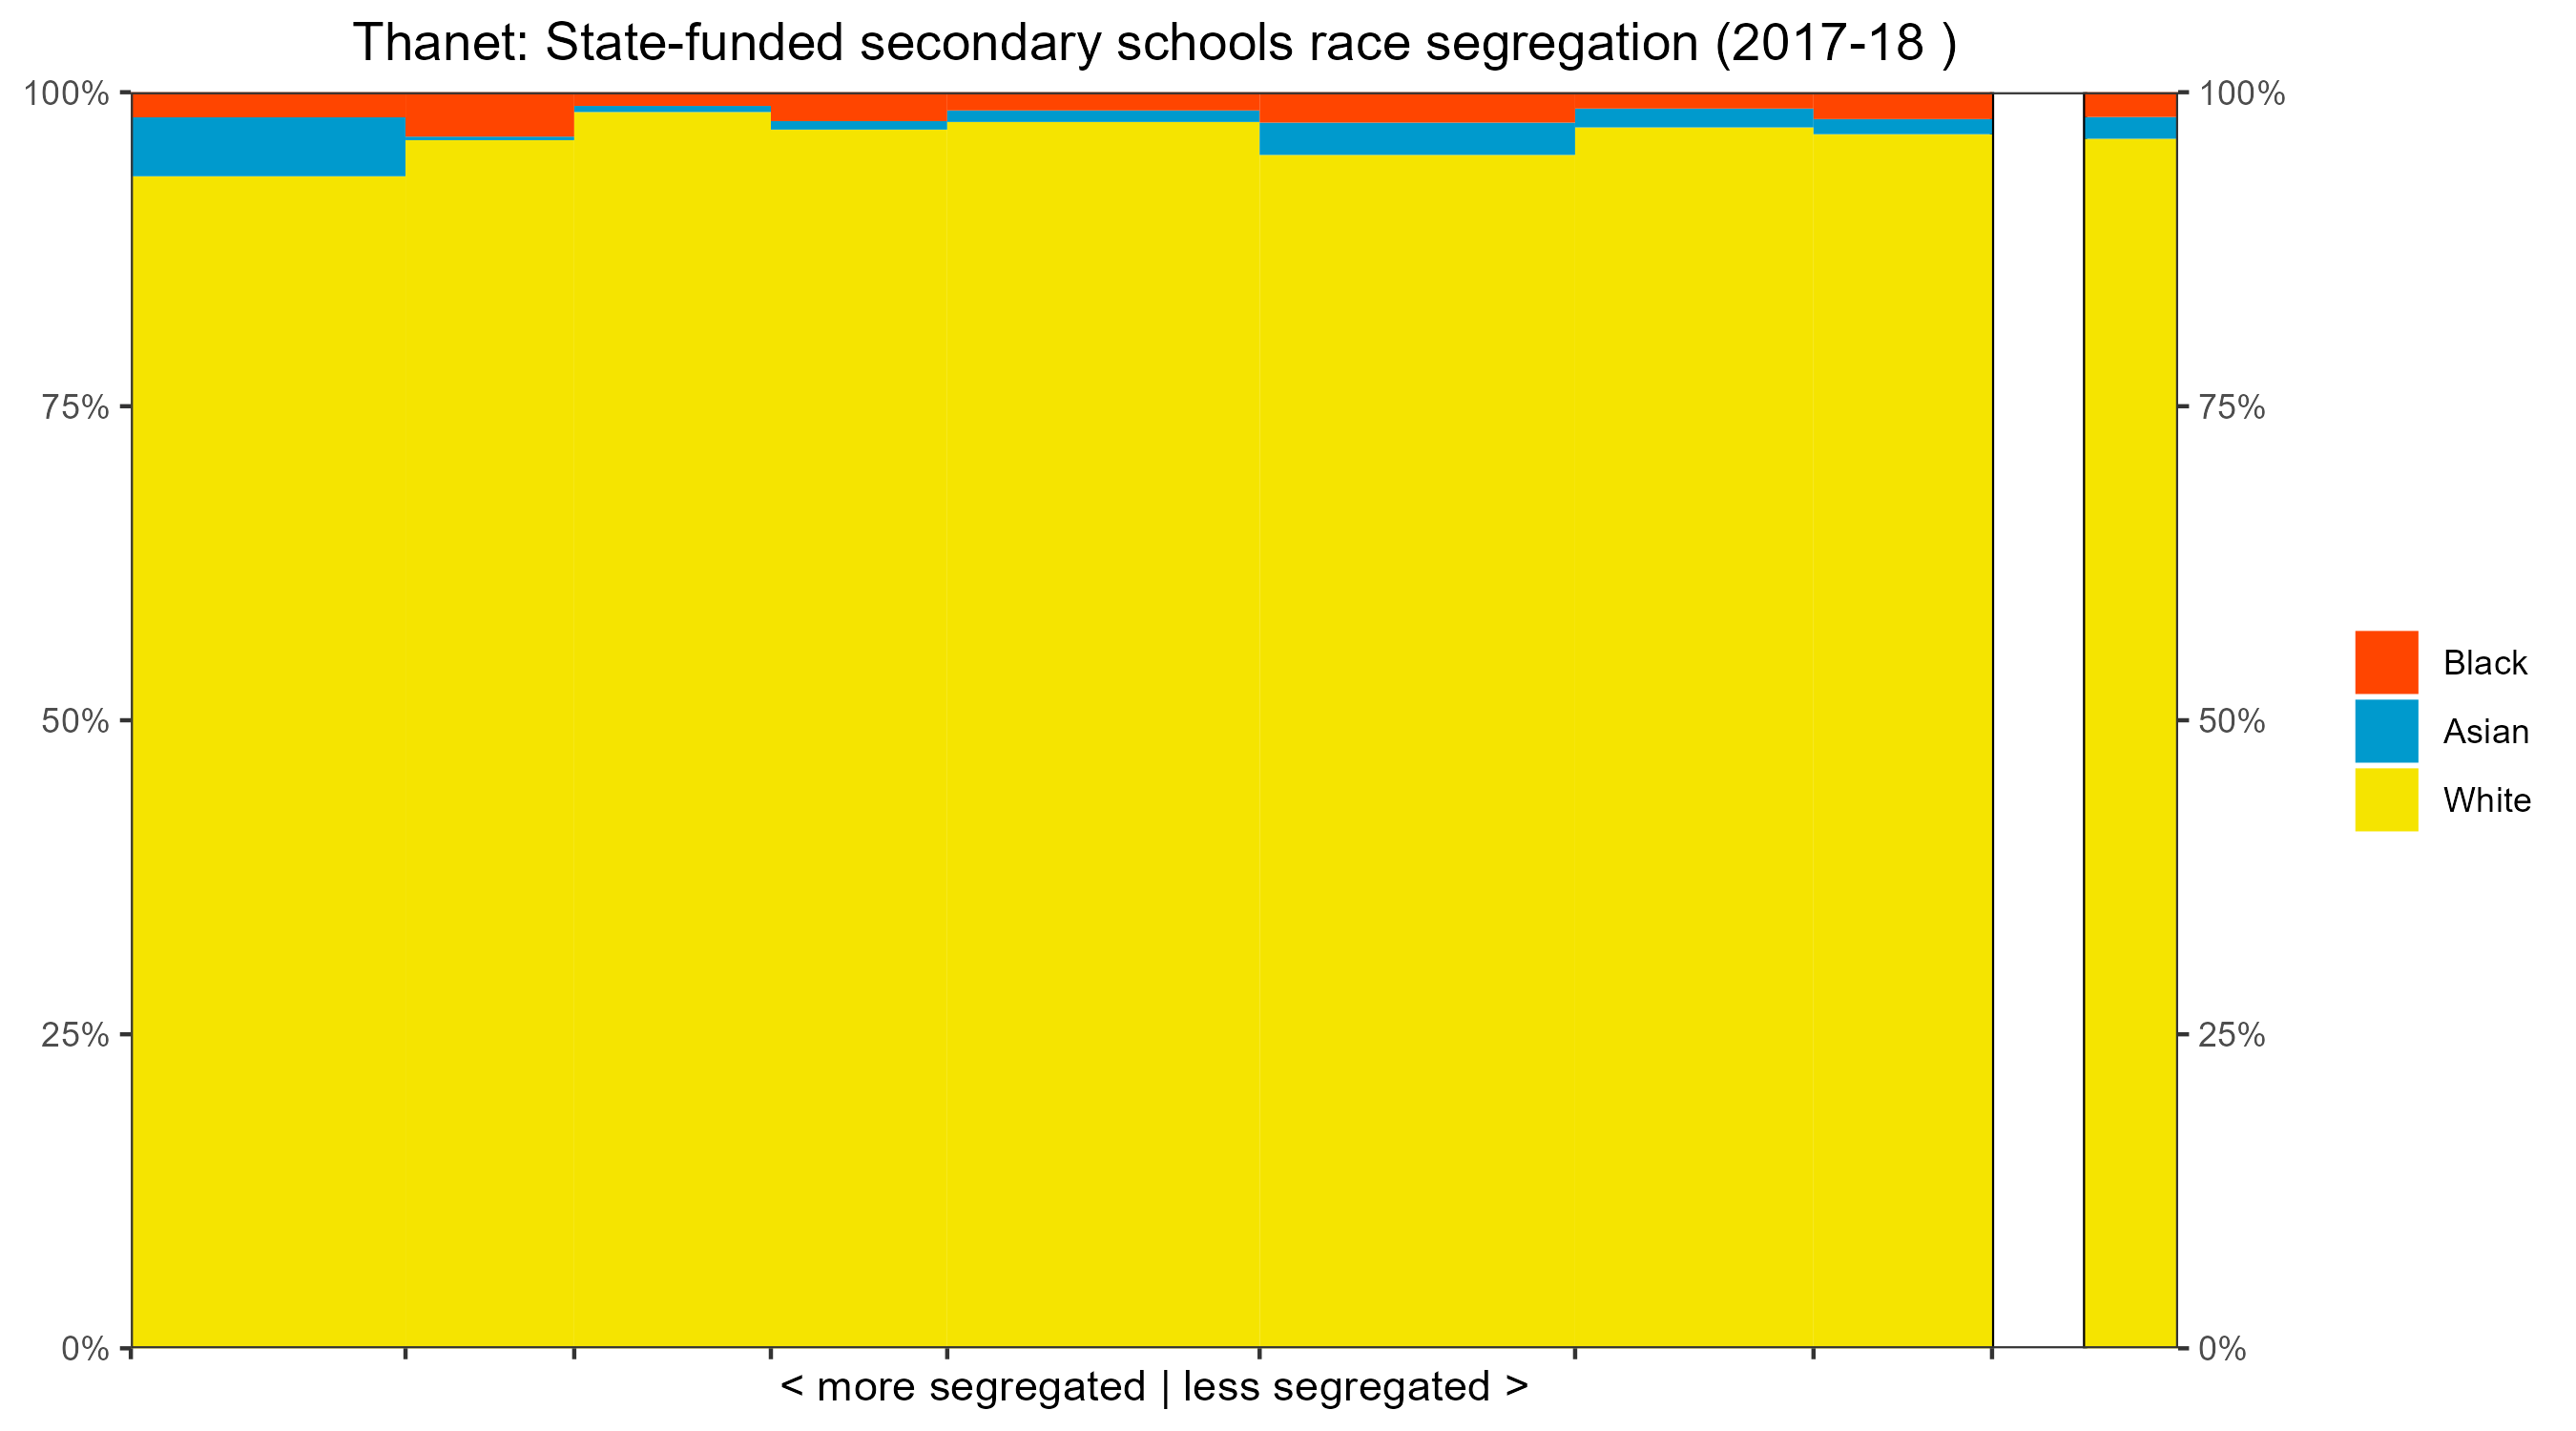 Thanet: State-funded secondary schools race segregation (2017-18 )
100%
75%
50%
25%
0%
100%
75%
50%
25%
0%
Black
Asian
White
< more segregated | less segregated >